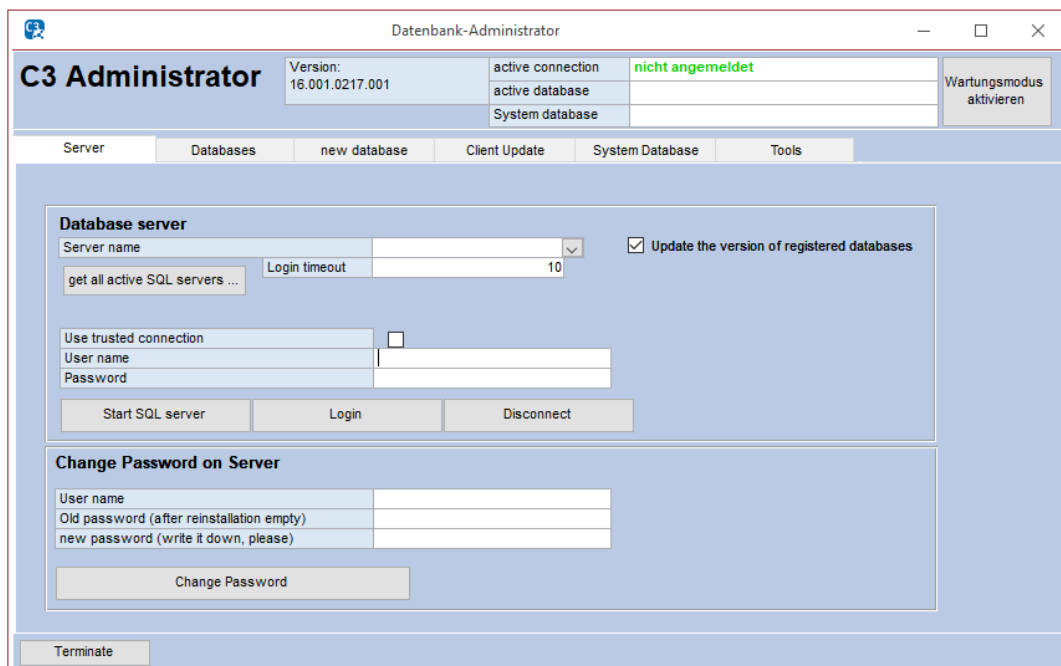 C3
Datenbank-Administrator
C3 Administrator
Version:
16.001.0217.001
active connection
nicht angemeldet
active database
System database
Wartungsmodus
aktivieren
Server
Databases
new database
Client Update
System Database
Tools
Database server
Server name
Update the version of registered databases
get all active SQL servers ...
Login timeout
10
Use trusted connection
User name
Password
Start SQL server
Login
Disconnect
Change Password on Server
User name
Old password (after reinstallation empty)
new password (write it down, please)
Change Password
Terminate